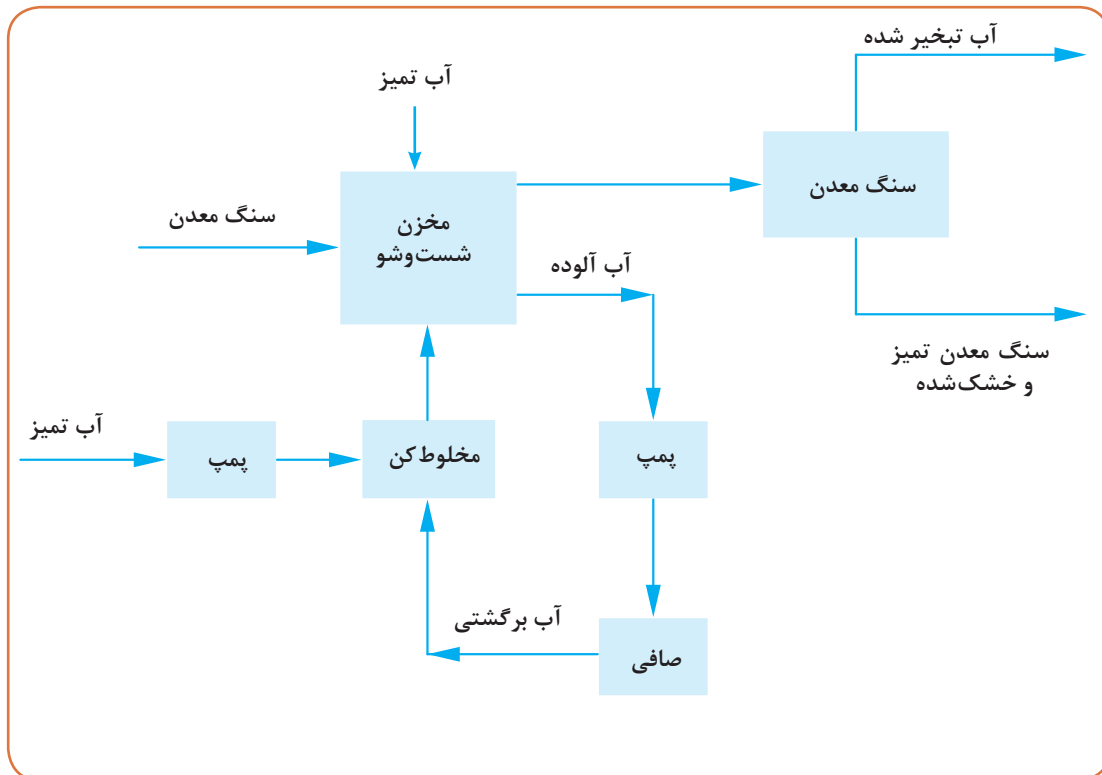 آب تبخیر شده
آب تمیز
سنگ معدن
سنگ معدن
مخزن
شست‌وشو
آب آلوده
سنگ معدن تمیز
و خشک‌شده
آب تمیز
پمپ
مخلوط کن
پمپ
آب برگشتی
صافی